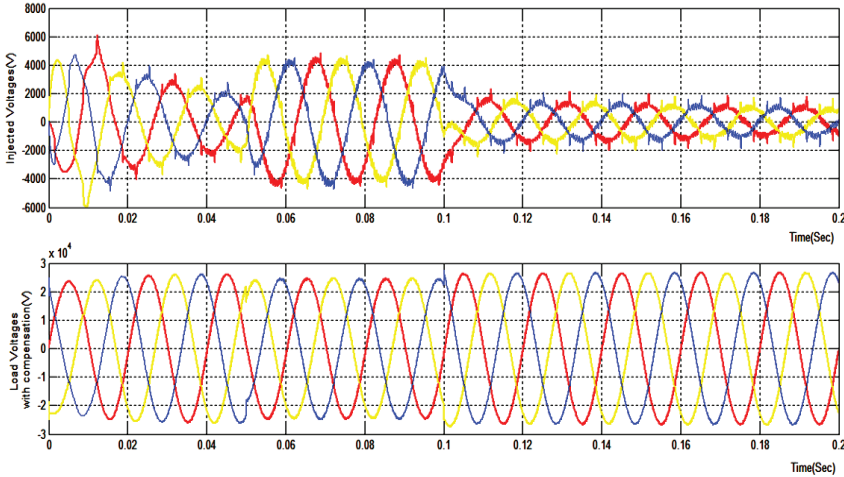 8000
6000
4000
2000
0
-2000
-4000
-6000
Injected Voltages(V)
0 0.02 0.04 0.06 0.08 0.1 0.12 0.14 0.16 0.18 0.2
Time(Sec)
x 10^4
3
2
1
0
-1
-2
-3
Load Voltages
with compensation(V)
0 0.02 0.04 0.06 0.08 0.1 0.12 0.14 0.16 0.18 0.2
Time(Sec)